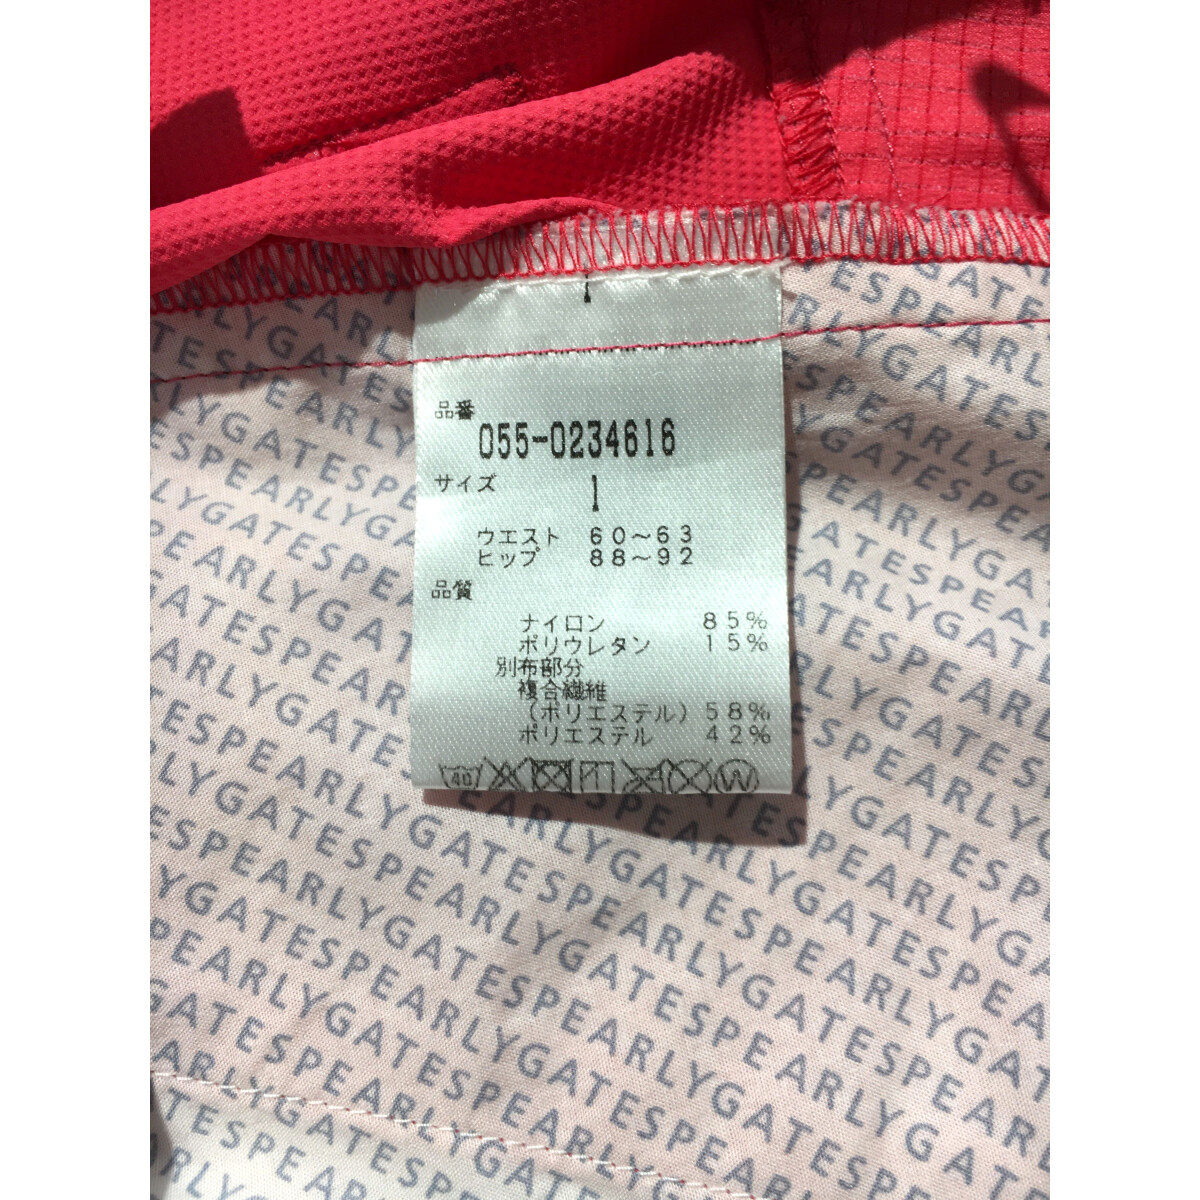 品番
055-0234616
サイズ 1
ウエスト 60～63
ヒップ 88～92
品質
ナイロン 85%
ポリウレタン 15%
別布部分
複合繊維
(ポリエステル) 58%
ポリエステル 42%
40 W
PEARLYGATES PEARLYGATES